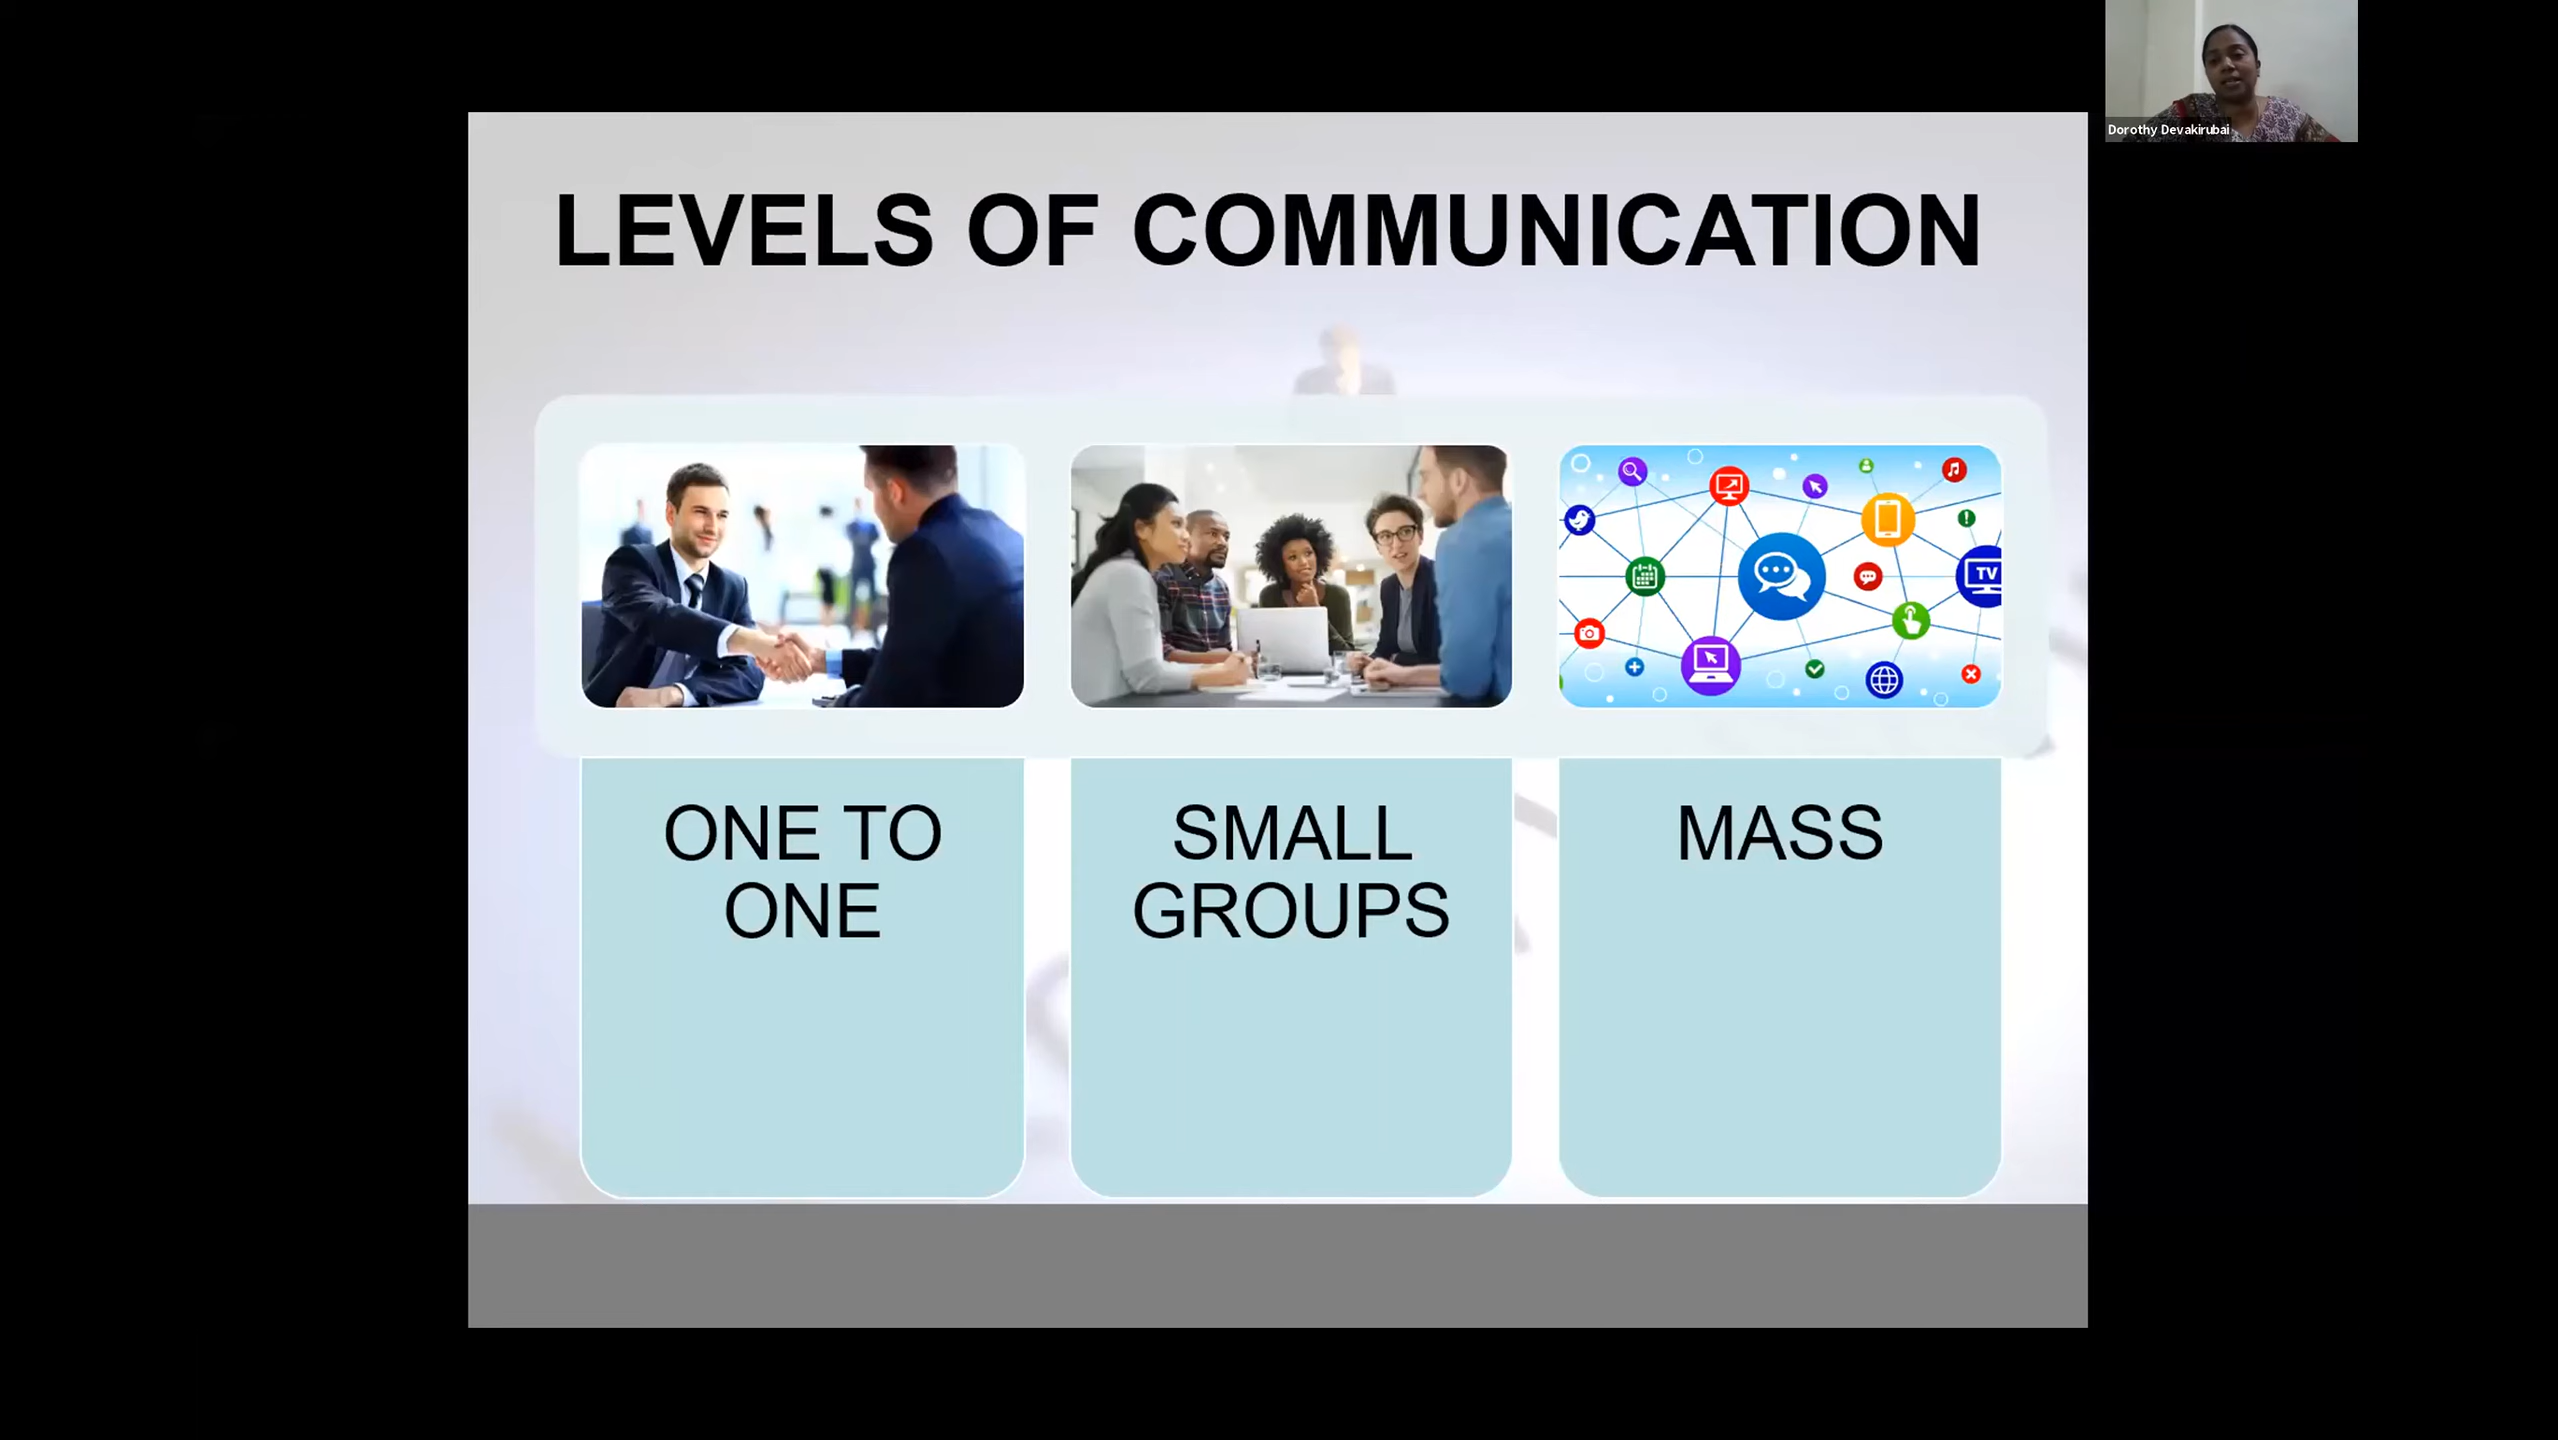 Dorothy Devakirubai
LEVELS OF COMMUNICATION
TV
ONE TO
ONE
SMALL
GROUPS
MASS